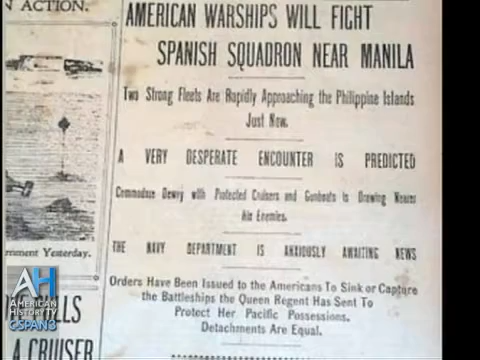 N ACTION.
AMERICAN WARSHIPS WILL FIGHT
SPANISH SQUADRON NEAR MANILA
Two Strong Fleets Are Rapidly Approaching the Philippine Islands
Just Now.
A VERY DESPERATE ENCOUNTER IS PREDICTED
Commodore Dewry with Protected Cruisers and Gunboats Is Drawing Nearer
His Enemies.
THE NAVY DEPARTMENT IS ANXIOUSLY AWAITING NEWS
Orders Have Been Issued to the Americans To Sink or Capture
the Battleships the Queen Regent Has Sent To
Protect Her Pacific Possessions.
Detachments Are Equal.
rnment Yesterday.
AH
AMERICAN
HISTORY TV
C-SPAN3
LLS
A CRUISER